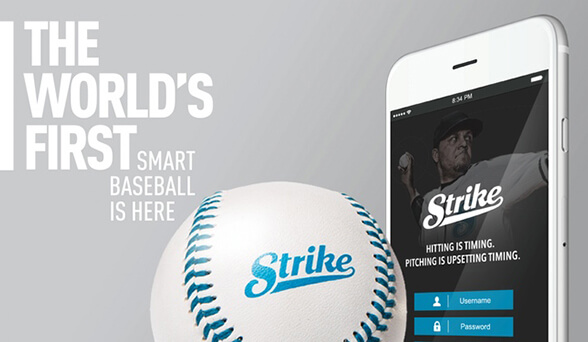 THE
WORLD'S
FIRST
SMART
BASEBALL
IS HERE
Strike
8:34 PM
Strike
HITTING IS TIMING.
PITCHING IS UPSETTING TIMING.
Username
Password